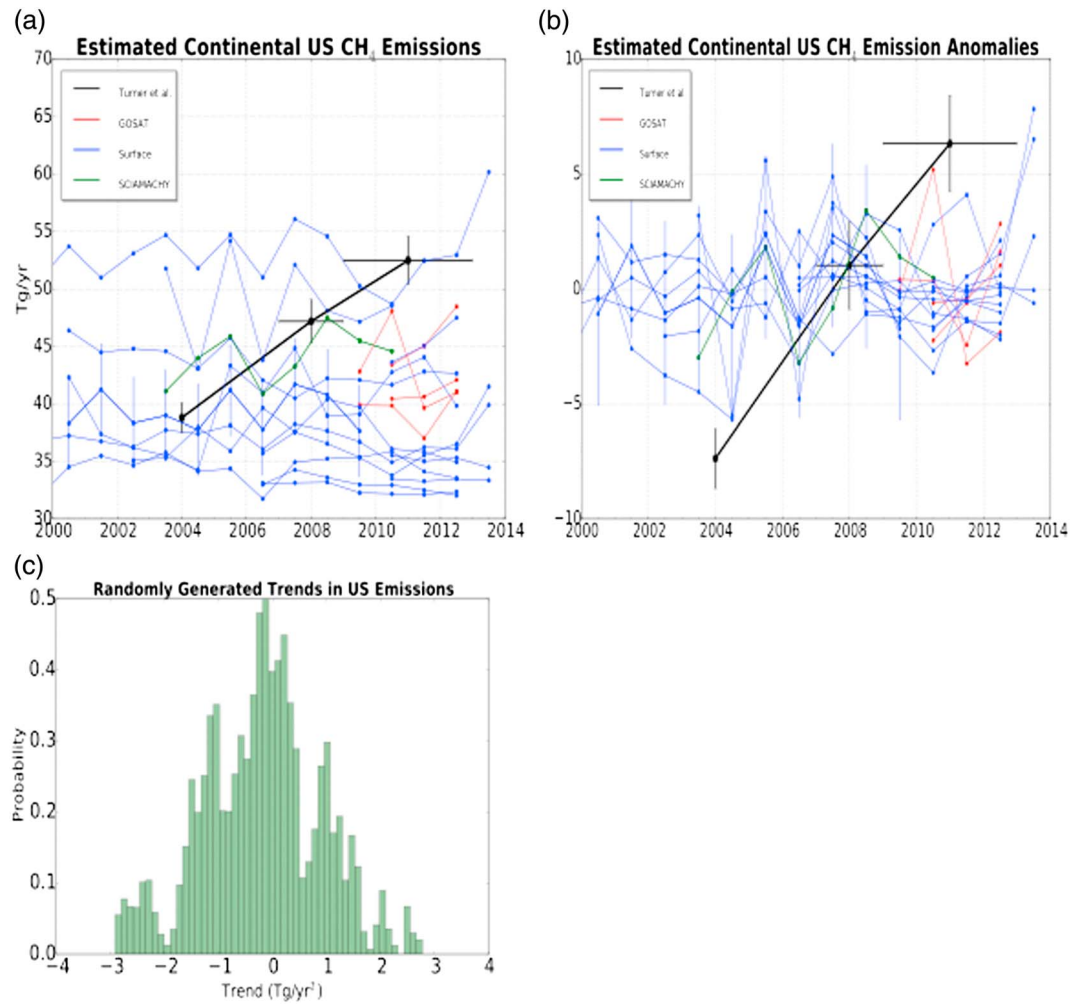 (a)
Estimated Continental US CH₄ Emissions
70
65
60
55
50
45
40
35
30
Tg/yr
Turner et al.
GOSAT
Surface
SCIAMACHY
2000 2002 2004 2006 2008 2010 2012 2014
(b)
Estimated Continental US CH₄ Emission Anomalies
10
5
0
−5
−10
Turner et al
GOSAT
Surface
SCIAMACHY
2000 2002 2004 2006 2008 2010 2012 2014
(c)
Randomly Generated Trends in US Emissions
0.5
0.4
0.3
0.2
0.1
0.0
Probability
−4 −3 −2 −1 0 1 2 3 4
Trend (Tg/yr²)